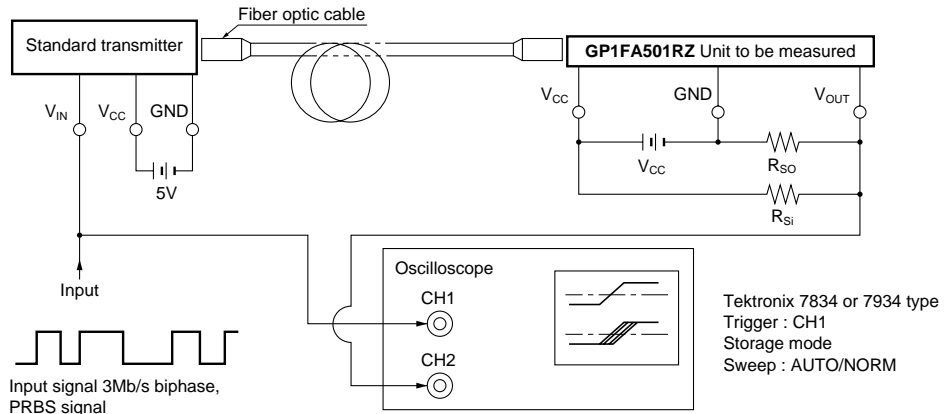 Fiber optic cable
Standard transmitter
GP1FA501RZ Unit to be measured
VIN
VCC
GND
VCC
GND
VOUT
5V
VCC
RSO
RSi
Input
Oscilloscope
CH1
CH2
Tektronix 7834 or 7934 type
Trigger : CH1
Storage mode
Sweep : AUTO/NORM
Input signal 3Mb/s biphase,
PRBS signal